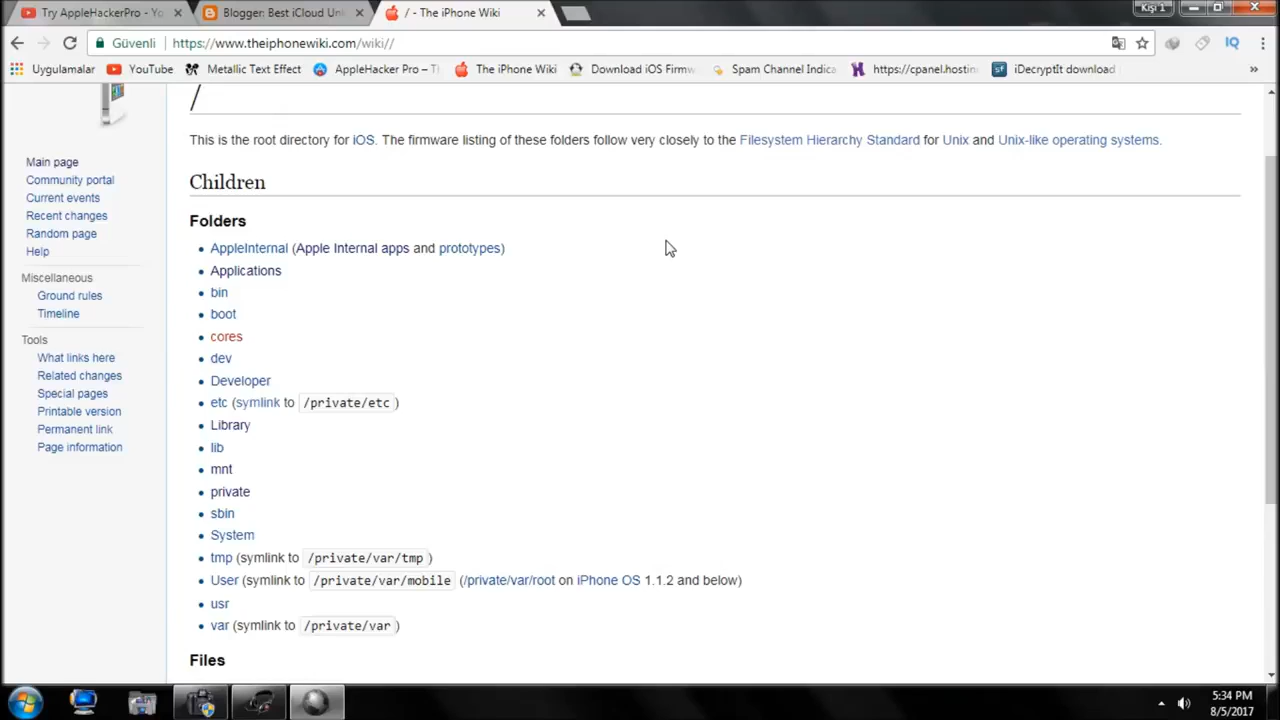 Try AppleHackerPro - You
Blogger: Best iCloud Unl
/ - The iPhone Wiki
Kişi 1
Güvenli
https://www.theiphonewiki.com/wiki//
Uygulamalar
YouTube
Metallic Text Effect
AppleHacker Pro – T
The iPhone Wiki
Download iOS Firmw
Spam Channel Indica
https://cpanel.hostin
iDecryptIt download
/
This is the root directory for iOS. The firmware listing of these folders follow very closely to the Filesystem Hierarchy Standard for Unix and Unix-like operating systems.
Main page
Community portal
Current events
Recent changes
Random page
Help
Miscellaneous
Ground rules
Timeline
Tools
What links here
Related changes
Special pages
Printable version
Permanent link
Page information
Children
Folders
AppleInternal (Apple Internal apps and prototypes)
Applications
bin
boot
cores
dev
Developer
etc (symlink to /private/etc )
Library
lib
mnt
private
sbin
System
tmp (symlink to /private/var/tmp )
User (symlink to /private/var/mobile (/private/var/root on iPhone OS 1.1.2 and below)
usr
var (symlink to /private/var )
Files
5:34 PM
8/5/2017